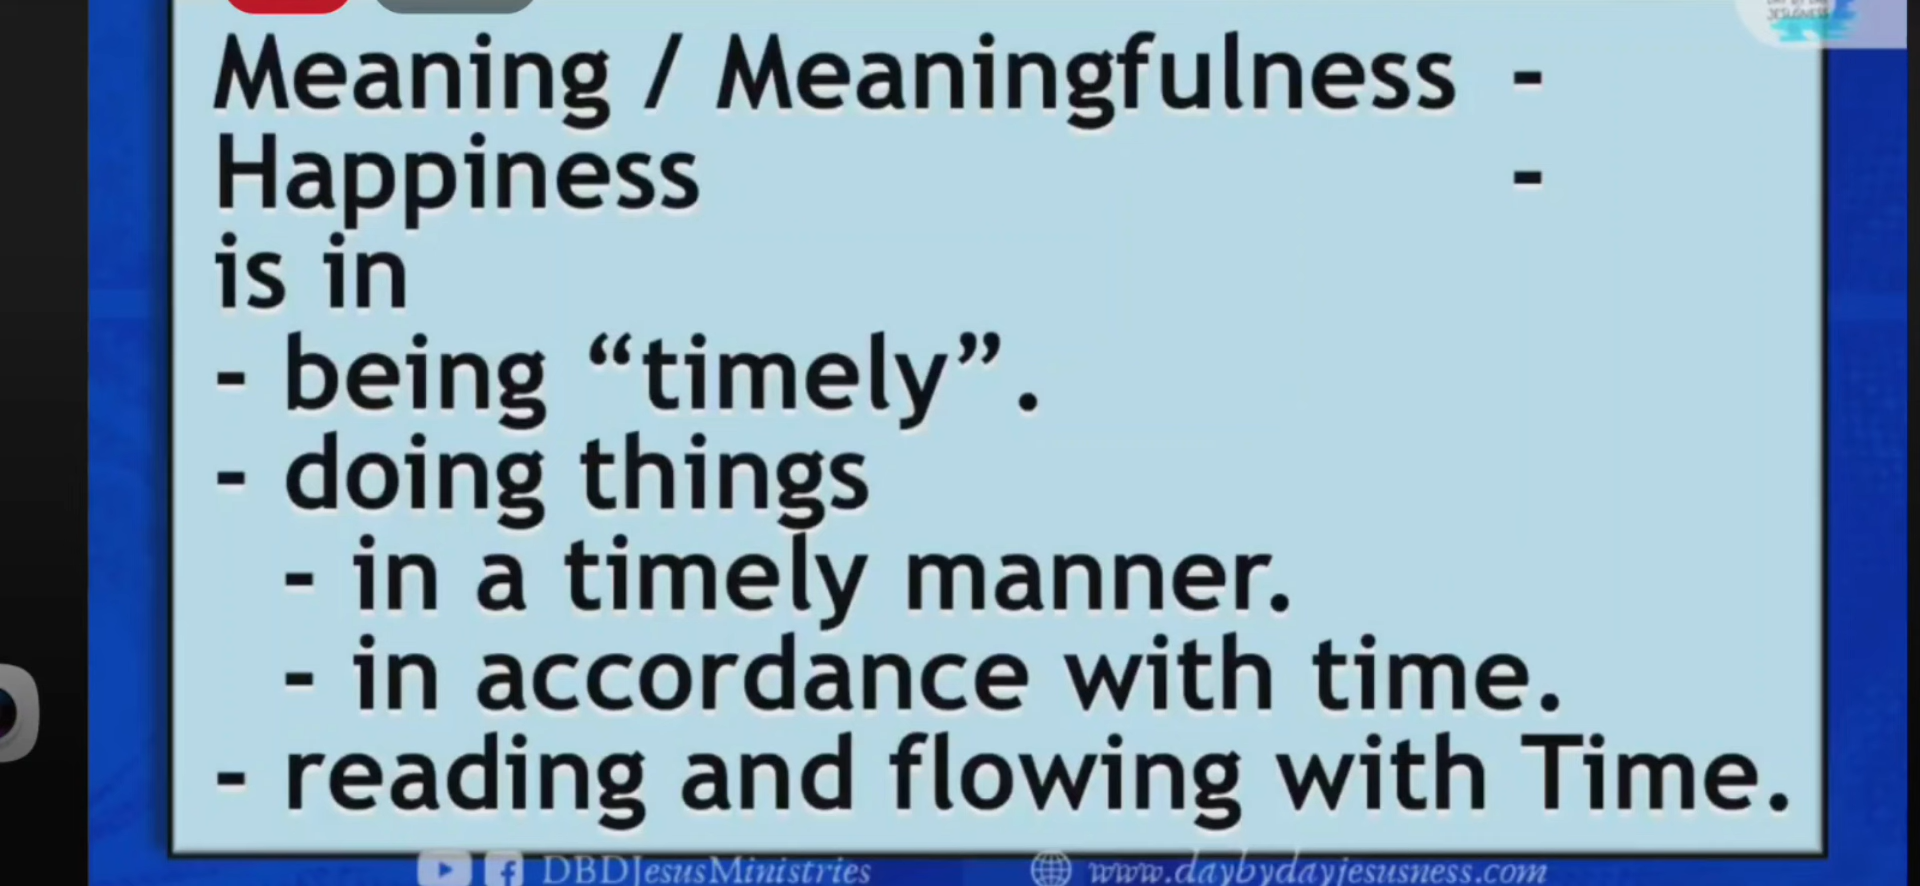 JESUSNESS
Meaning / Meaningfulness -
Happiness -
is in
- being “timely”.
- doing things
- in a timely manner.
- in accordance with time.
- reading and flowing with Time.
DBDJesusMinistries www.daybydayjesusness.com